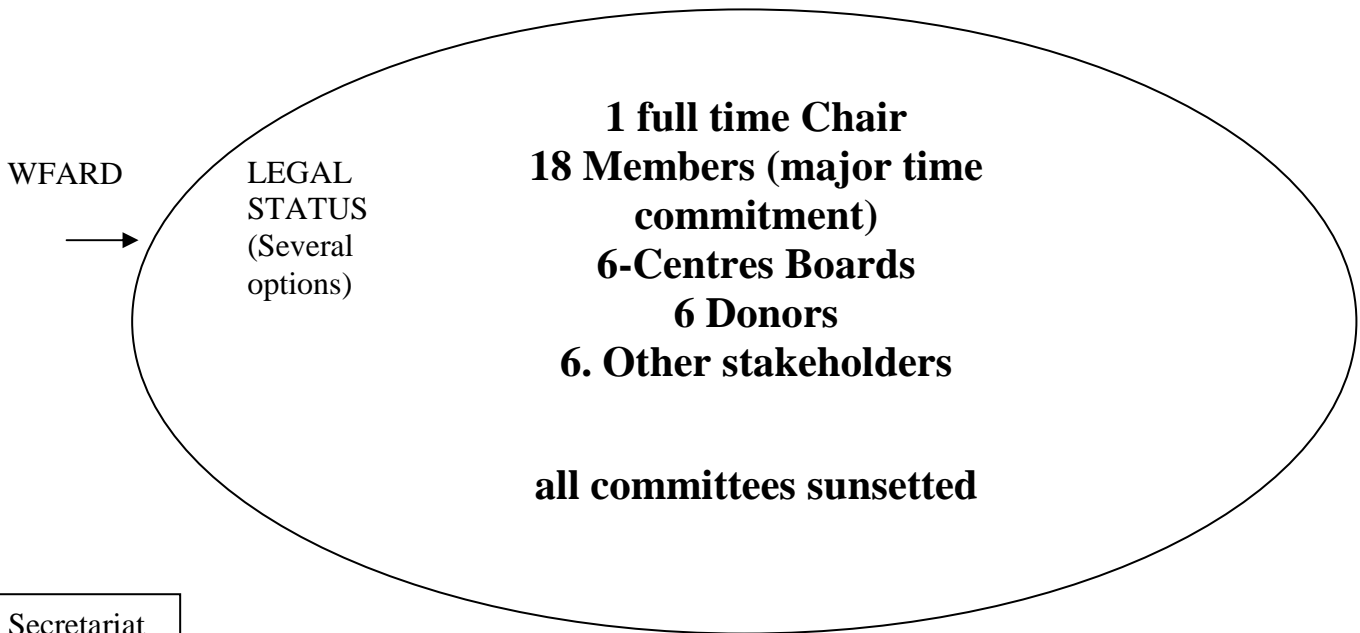 1 full time Chair
18 Members (major time
commitment)
6-Centres Boards
6 Donors
6. Other stakeholders
all committees sunsetted
WFARD
LEGAL
STATUS
(Several
options)
Secretariat